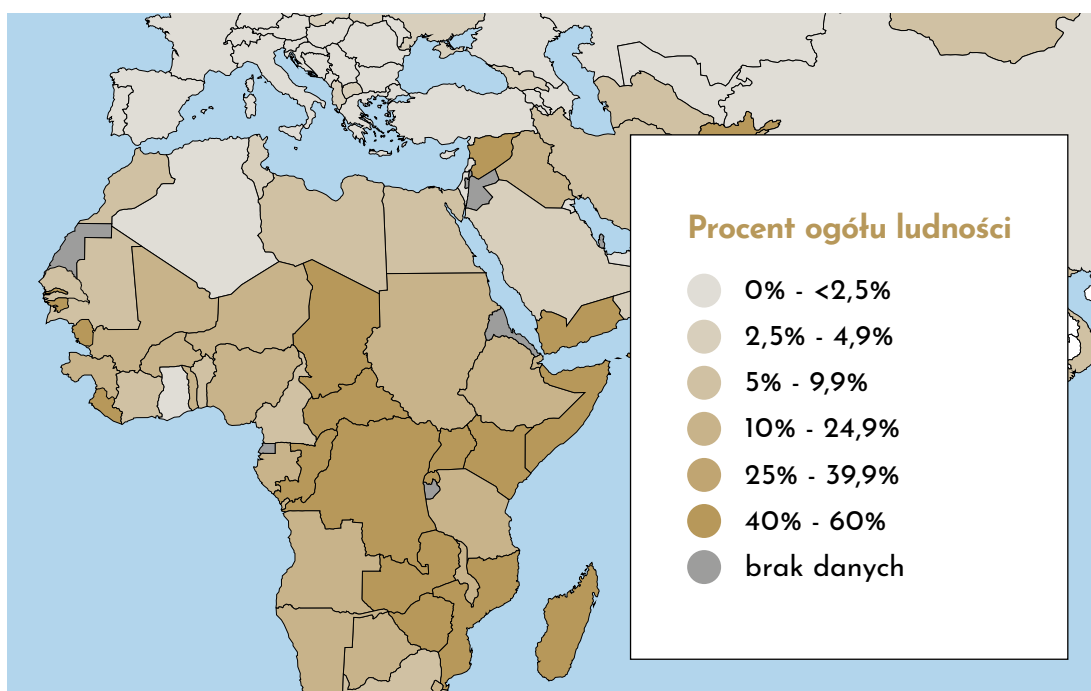 Procent ogółu ludności
0% - <2,5%
2,5% - 4,9%
5% - 9,9%
10% - 24,9%
25% - 39,9%
40% - 60%
brak danych